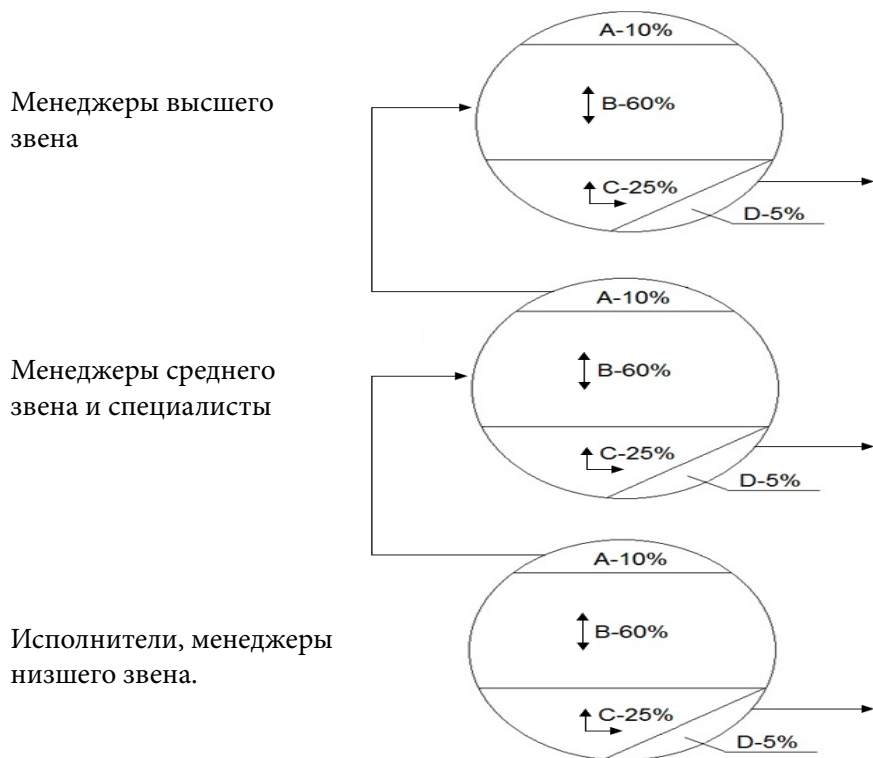 A-10%
Менеджеры высшего
звена
B-60%
C-25%
D-5%
A-10%
Менеджеры среднего
звена и специалисты
B-60%
C-25%
D-5%
A-10%
Исполнители, менеджеры
низшего звена.
B-60%
C-25%
D-5%